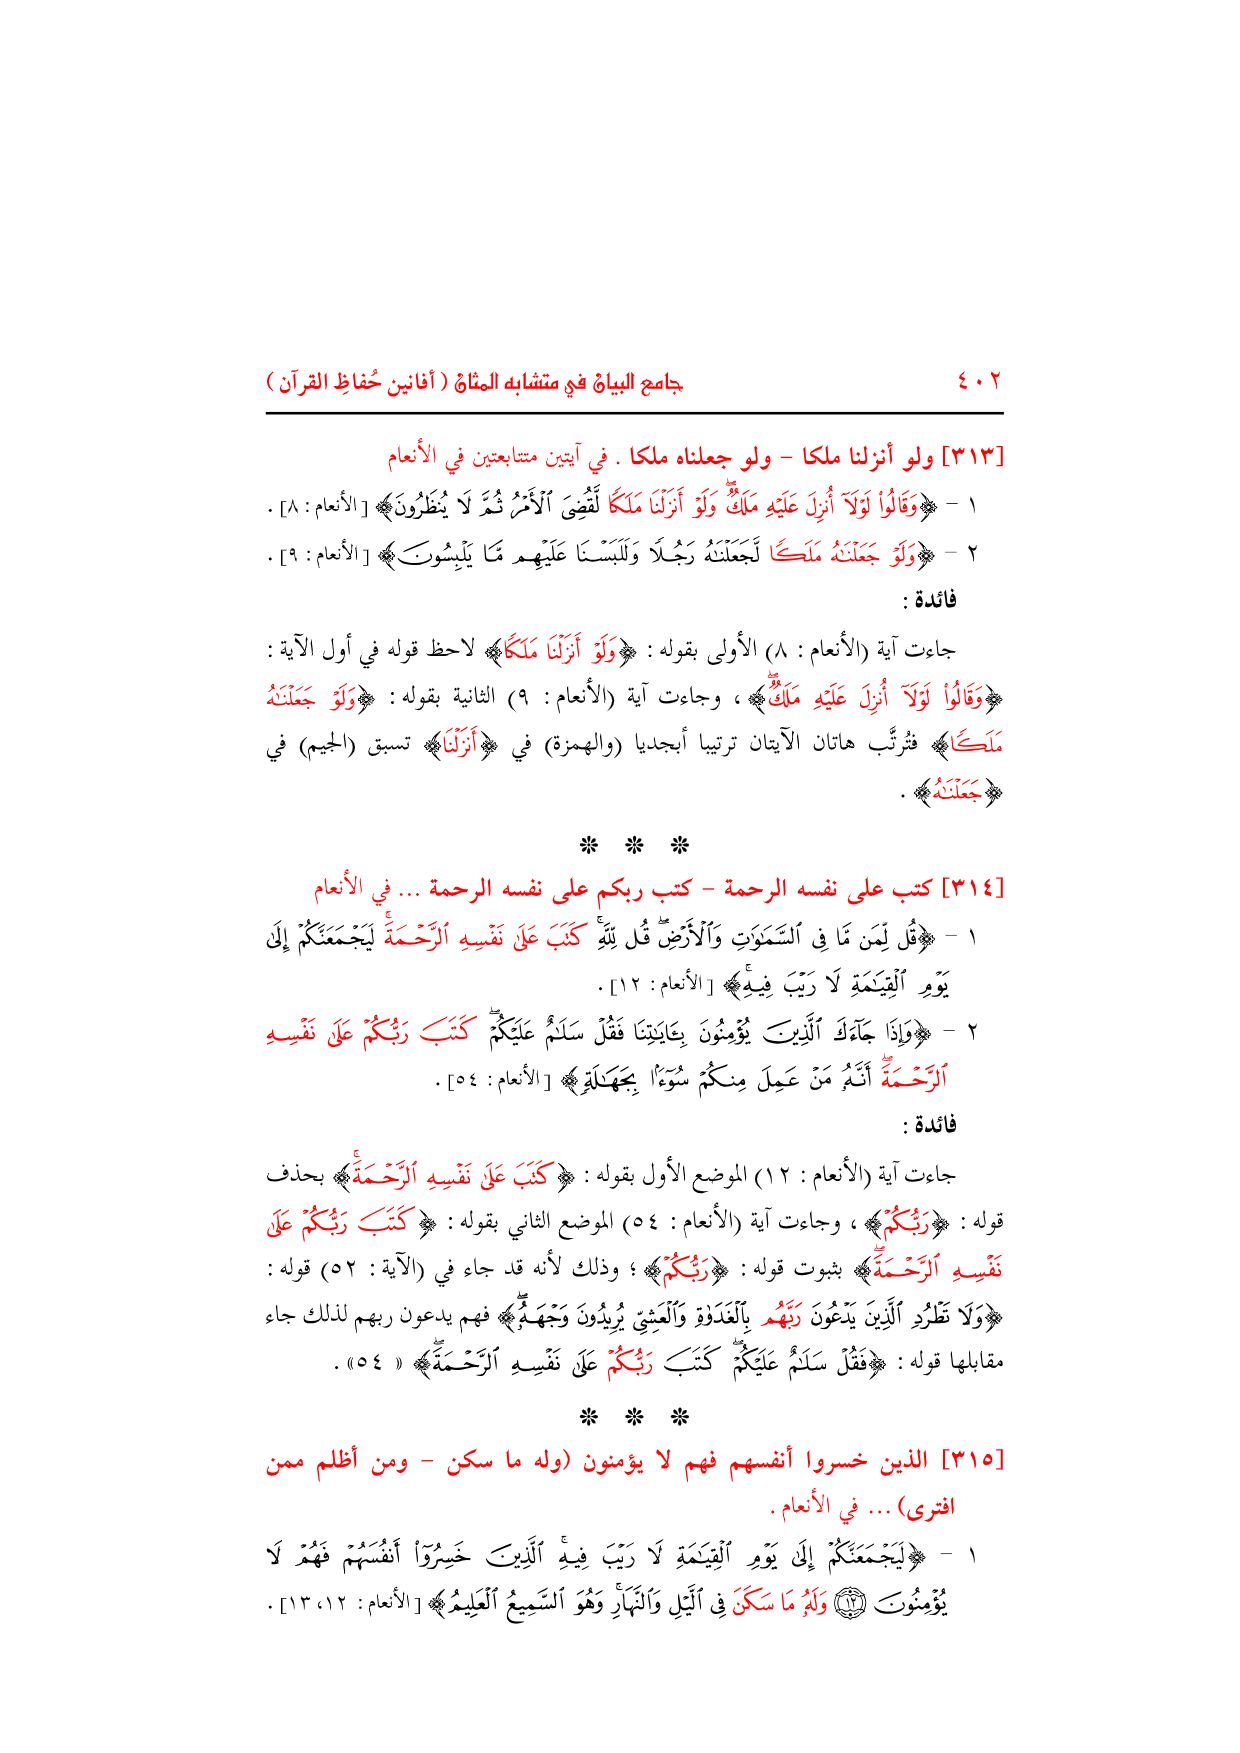 ٤٠٢ جامع البيان في متشابه المثان ( أفانين حُفاظِ القرآن )
[٣١٣] ولو أنزلنا ملكا – ولو جعلناه ملكا . في آيتين متتابعتين في الأنعام
١ – ﴿وَقَالُوا۟ لَوْلَآ أُنزِلَ عَلَيْهِ مَلَكٌۭ ۖ وَلَوْ أَنزَلْنَا مَلَكًۭا لَّقُضِىَ ٱلْأَمْرُ ثُمَّ لَا يُنظَرُونَ﴾ [الأنعام : ٨] .
٢ – ﴿وَلَوْ جَعَلْنَٰهُ مَلَكًۭا لَّجَعَلْنَٰهُ رَجُلًۭا وَلَلَبَسْنَا عَلَيْهِم مَّا يَلْبِسُونَ﴾ [الأنعام : ٩] .
فائدة :
جاءت آية (الأنعام : ٨) الأولى بقوله : ﴿وَلَوْ أَنزَلْنَا مَلَكًۭا﴾ لاحظ قوله في أول الآية :
﴿وَقَالُوا۟ لَوْلَآ أُنزِلَ عَلَيْهِ مَلَكٌۭ ۖ﴾ ، وجاءت آية (الأنعام : ٩) الثانية بقوله : ﴿وَلَوْ جَعَلْنَٰهُ
مَلَكًۭا﴾ فتُرتَّب هاتان الآيتان ترتيبا أبجديا (والهمزة) في ﴿أَنزَلْنَا﴾ تسبق (الجيم) في
﴿جَعَلْنَٰهُ﴾ .
❊ ❊ ❊
[٣١٤] كتب على نفسه الرحمة – كتب ربكم على نفسه الرحمة ... في الأنعام
١ – ﴿قُل لِّمَن مَّا فِى ٱلسَّمَٰوَٰتِ وَٱلْأَرْضِ ۖ قُل لِّلَّهِ ۚ كَتَبَ عَلَىٰ نَفْسِهِ ٱلرَّحْمَةَ ۚ لَيَجْمَعَنَّكُمْ إِلَىٰ
يَوْمِ ٱلْقِيَٰمَةِ لَا رَيْبَ فِيهِ ۚ﴾ [الأنعام : ١٢] .
٢ – ﴿وَإِذَا جَآءَكَ ٱلَّذِينَ يُؤْمِنُونَ بِـَٔايَٰتِنَا فَقُلْ سَلَٰمٌ عَلَيْكُمْ ۖ كَتَبَ رَبُّكُمْ عَلَىٰ نَفْسِهِ
ٱلرَّحْمَةَ ۖ أَنَّهُۥ مَنْ عَمِلَ مِنكُمْ سُوٓءًۢا بِجَهَٰلَةٍۢ﴾ [الأنعام : ٥٤] .
فائدة :
جاءت آية (الأنعام : ١٢) الموضع الأول بقوله : ﴿كَتَبَ عَلَىٰ نَفْسِهِ ٱلرَّحْمَةَ ۚ﴾ بحذف
قوله : ﴿رَبُّكُمْ﴾ ، وجاءت آية (الأنعام : ٥٤) الموضع الثاني بقوله : ﴿كَتَبَ رَبُّكُمْ عَلَىٰ
نَفْسِهِ ٱلرَّحْمَةَ ۖ﴾ بثبوت قوله : ﴿رَبُّكُمْ﴾ ؛ وذلك لأنه قد جاء في (الآية : ٥٢) قوله :
﴿وَلَا تَطْرُدِ ٱلَّذِينَ يَدْعُونَ رَبَّهُم بِٱلْغَدَوٰةِ وَٱلْعَشِىِّ يُرِيدُونَ وَجْهَهُۥ ۖ﴾ فهم يدعون ربهم لذلك جاء
مقابلها قوله : ﴿فَقُلْ سَلَٰمٌ عَلَيْكُمْ ۖ كَتَبَ رَبُّكُمْ عَلَىٰ نَفْسِهِ ٱلرَّحْمَةَ ۖ﴾ « ٥٤» .
❊ ❊ ❊
[٣١٥] الذين خسروا أنفسهم فهم لا يؤمنون (وله ما سكن – ومن أظلم ممن
افترى) ... في الأنعام .
١ – ﴿لَيَجْمَعَنَّكُمْ إِلَىٰ يَوْمِ ٱلْقِيَٰمَةِ لَا رَيْبَ فِيهِ ۚ ٱلَّذِينَ خَسِرُوٓا۟ أَنفُسَهُمْ فَهُمْ لَا
يُؤْمِنُونَ ۝١٢ وَلَهُۥ مَا سَكَنَ فِى ٱلَّيْلِ وَٱلنَّهَارِ ۚ وَهُوَ ٱلسَّمِيعُ ٱلْعَلِيمُ﴾ [الأنعام : ١٢، ١٣] .